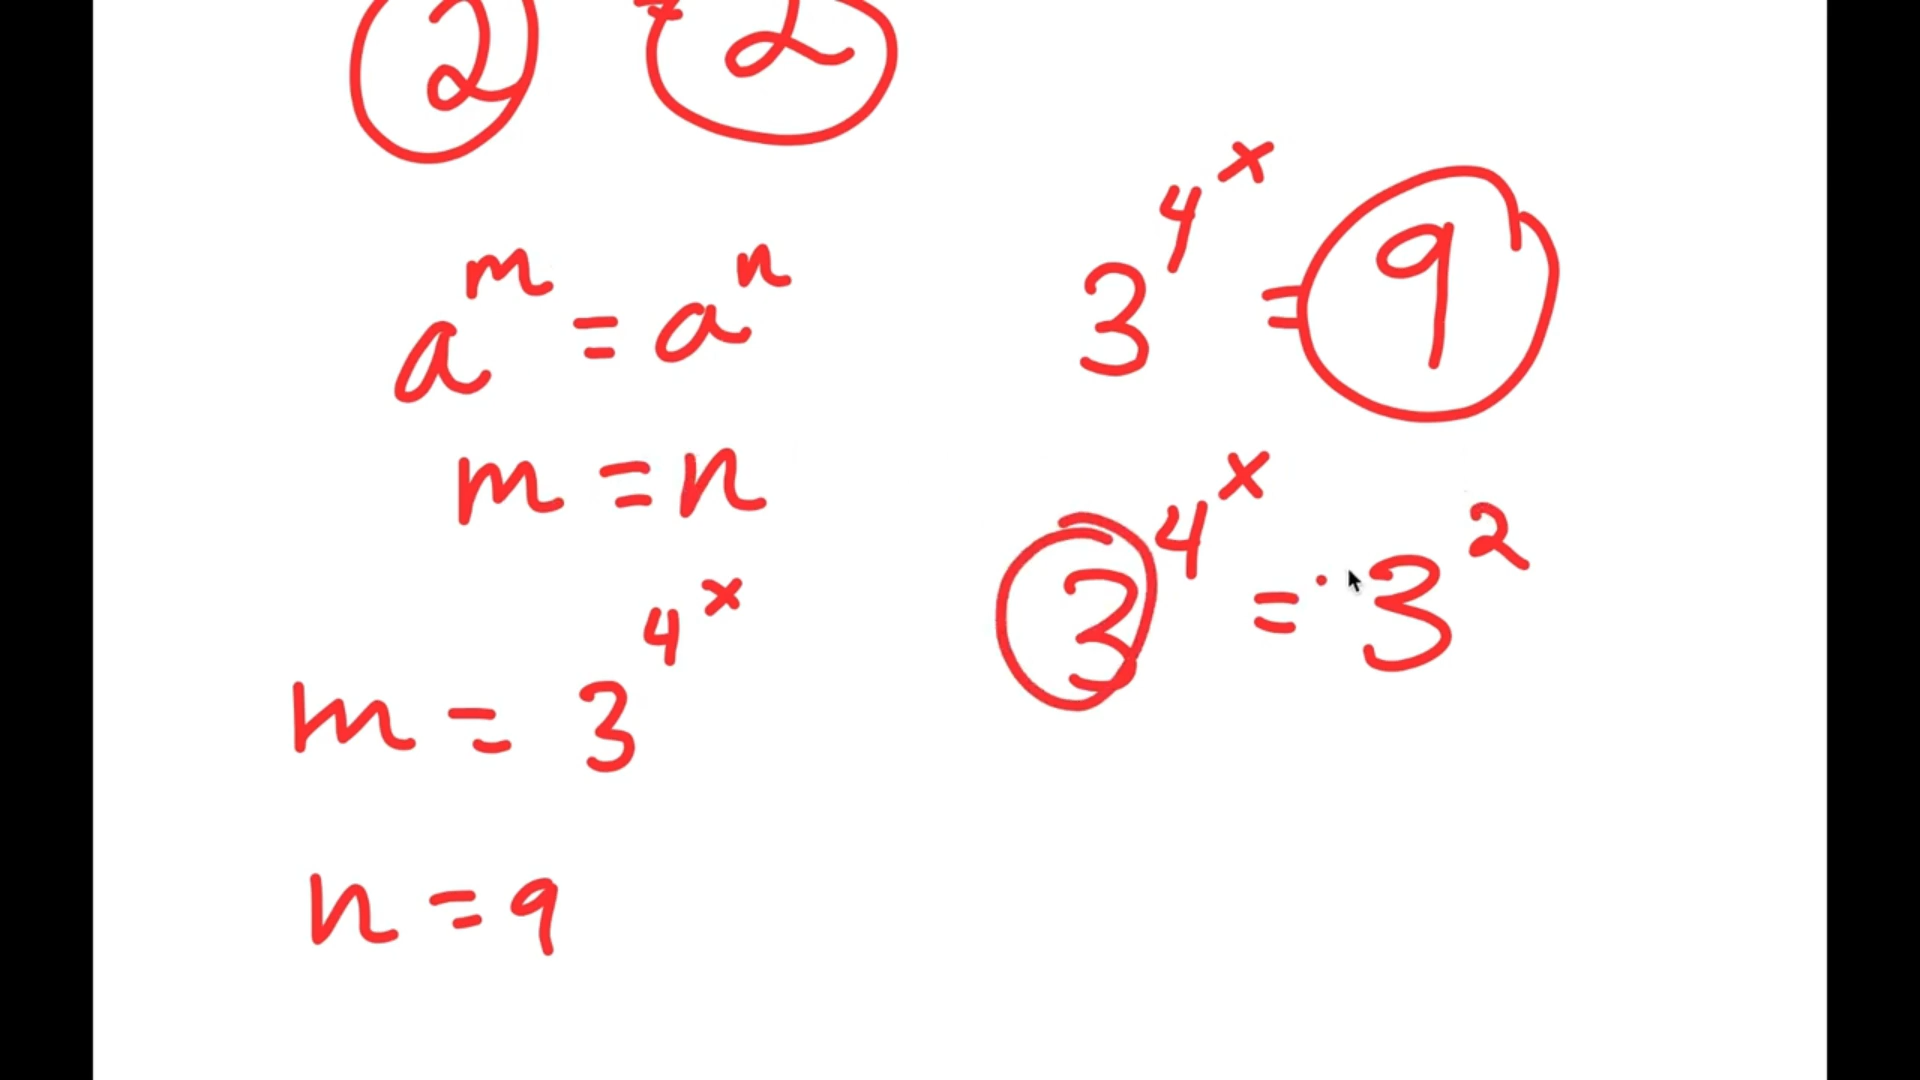 2 = 2
a^m = a^n
m = n
m = 3^4^x
n = 9
3^4^x = 9
3^4^x = 3^2